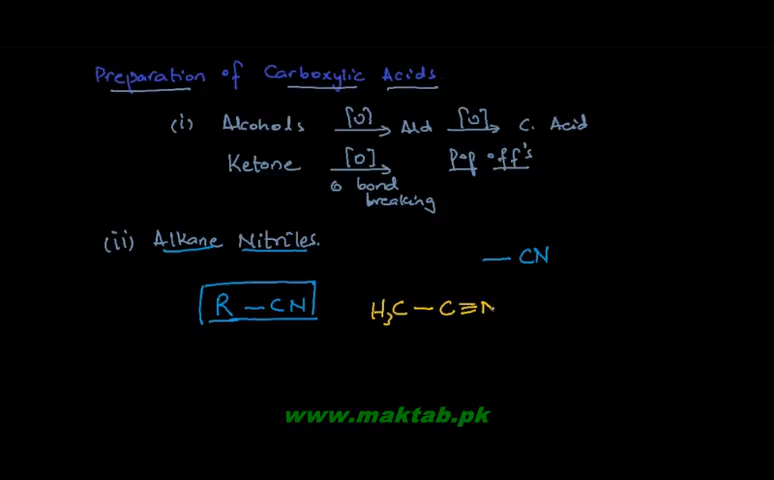 Preparation of Carboxylic Acids.
(i) Alcohols [O] Ald [O] C. Acid
Ketone [O] Pop off's
bond
breaking
(ii) Alkane Nitriles.
— CN
R — CN H₃C — C≡N
www.maktab.pk